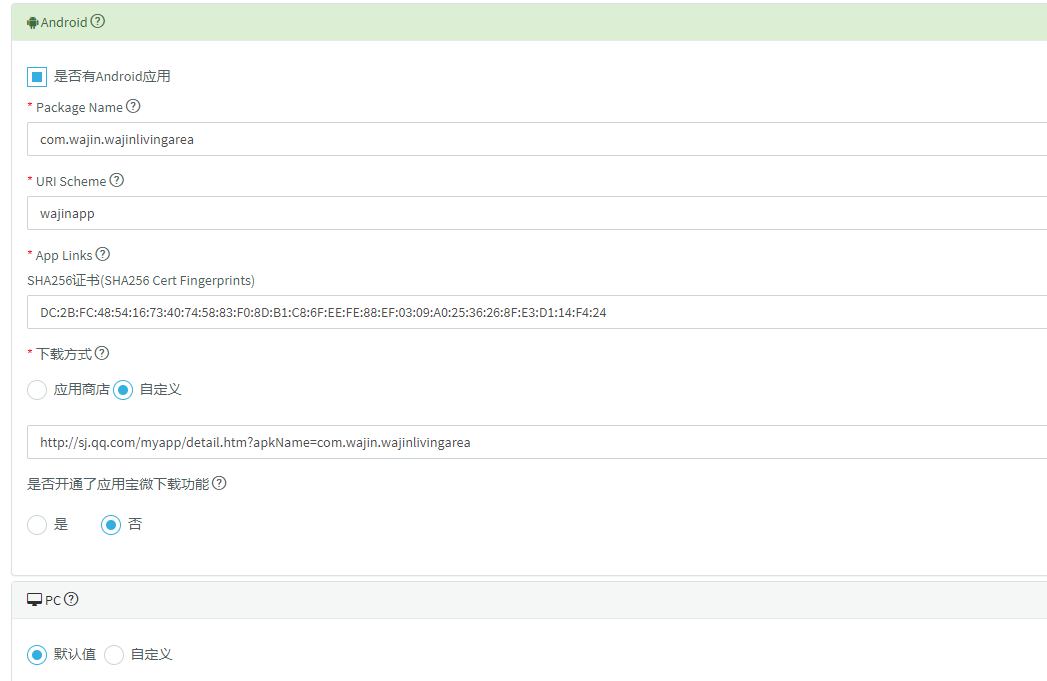 Android
是否有Android应用
* Package Name
com.wajin.wajinlivingarea
* URI Scheme
wajinapp
* App Links
SHA256证书(SHA256 Cert Fingerprints)
DC:2B:FC:48:54:16:73:40:74:58:83:F0:8D:B1:C8:6F:EE:FE:88:EF:03:09:A0:25:36:26:8F:E3:D1:14:F4:24
* 下载方式
应用商店 自定义
http://sj.qq.com/myapp/detail.htm?apkName=com.wajin.wajinlivingarea
是否开通了应用宝微下载功能
是 否
PC
默认值 自定义